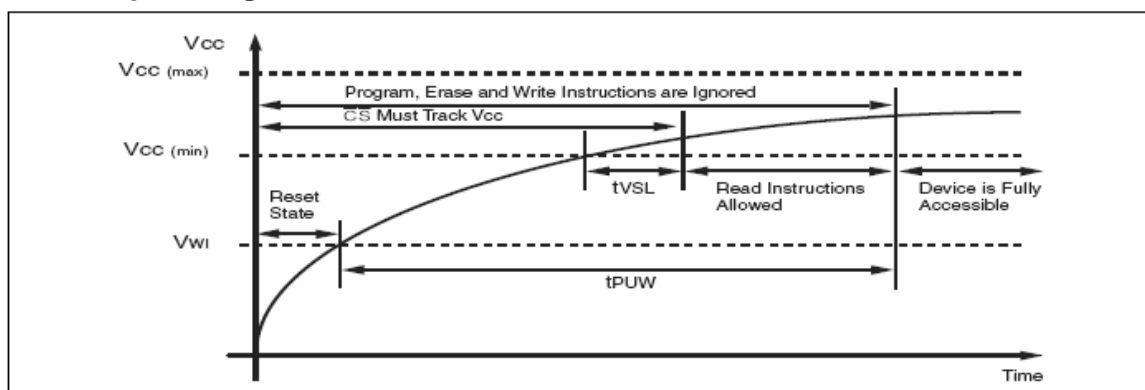 Vcc
Vcc (max)
Program, Erase and Write Instructions are Ignored
CS Must Track Vcc
Vcc (min)
tVSL
Read Instructions
Allowed
Device is Fully
Accessible
Reset
State
VWI
tPUW
Time